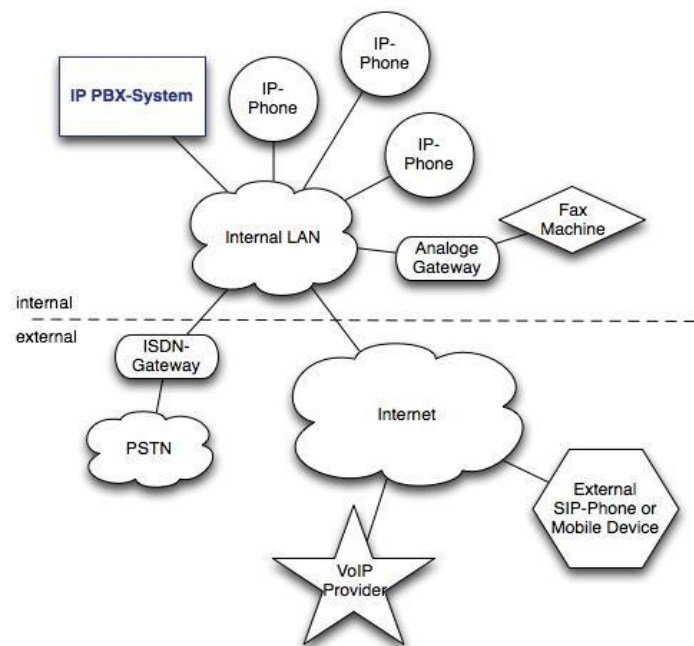 IP-
Phone
IP-
Phone
IP PBX-System
IP-
Phone
Fax
Machine
Internal LAN
Analoge
Gateway
internal
external
ISDN-
Gateway
Internet
PSTN
External
SIP-Phone or
Mobile Device
VoIP
Provider